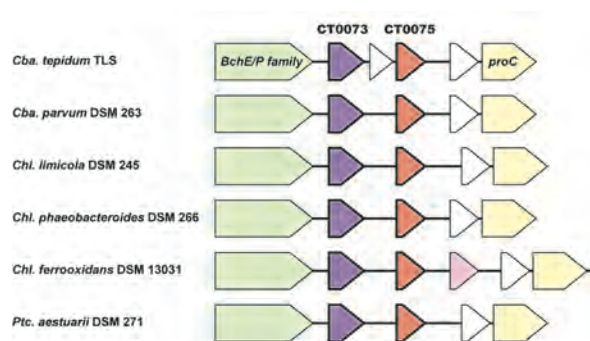 CT0073 CT0075
Cba. tepidum TLS BchE/P family proC
Cba. parvum DSM 263
Chl. limicola DSM 245
Chl. phaeobacteroides DSM 266
Chl. ferrooxidans DSM 13031
Ptc. aestuarii DSM 271